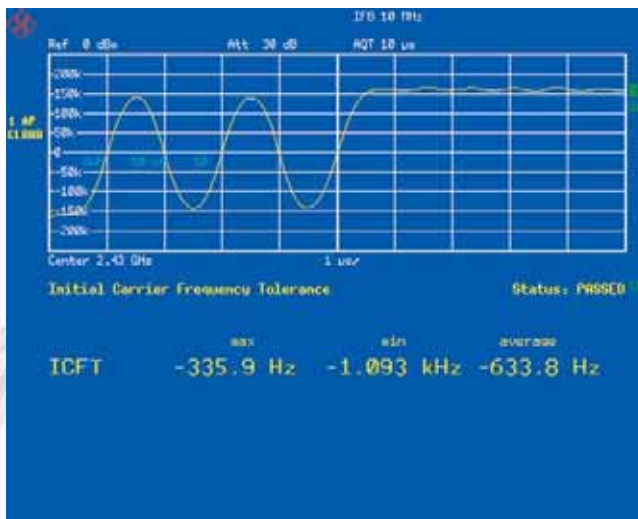 IFB 10 MHz
Ref 0 dBm Att 30 dB AQT 10 µs
200k
150k
100k
1 AP
CLRWR
50k
0
-50k
-100k
-150k
-200k
Center 2.43 GHz 1 µs/
Initial Carrier Frequency Tolerance Status: PASSED
max min average
ICFT -335.9 Hz -1.093 kHz -633.8 Hz